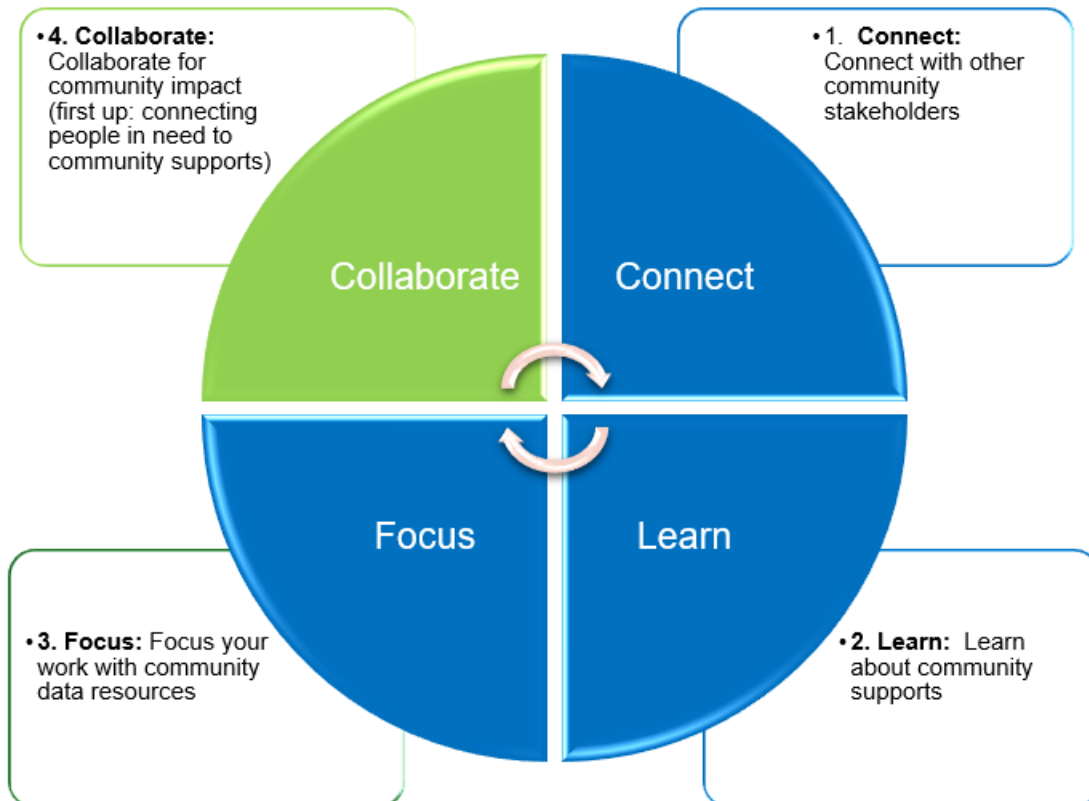 • 4. Collaborate:
Collaborate for
community impact
(first up: connecting
people in need to
community supports)
• 1.  Connect:
Connect with other
community
stakeholders
Collaborate
Connect
Focus
Learn
• 3. Focus: Focus your
work with community
data resources
• 2. Learn:  Learn
about community
supports